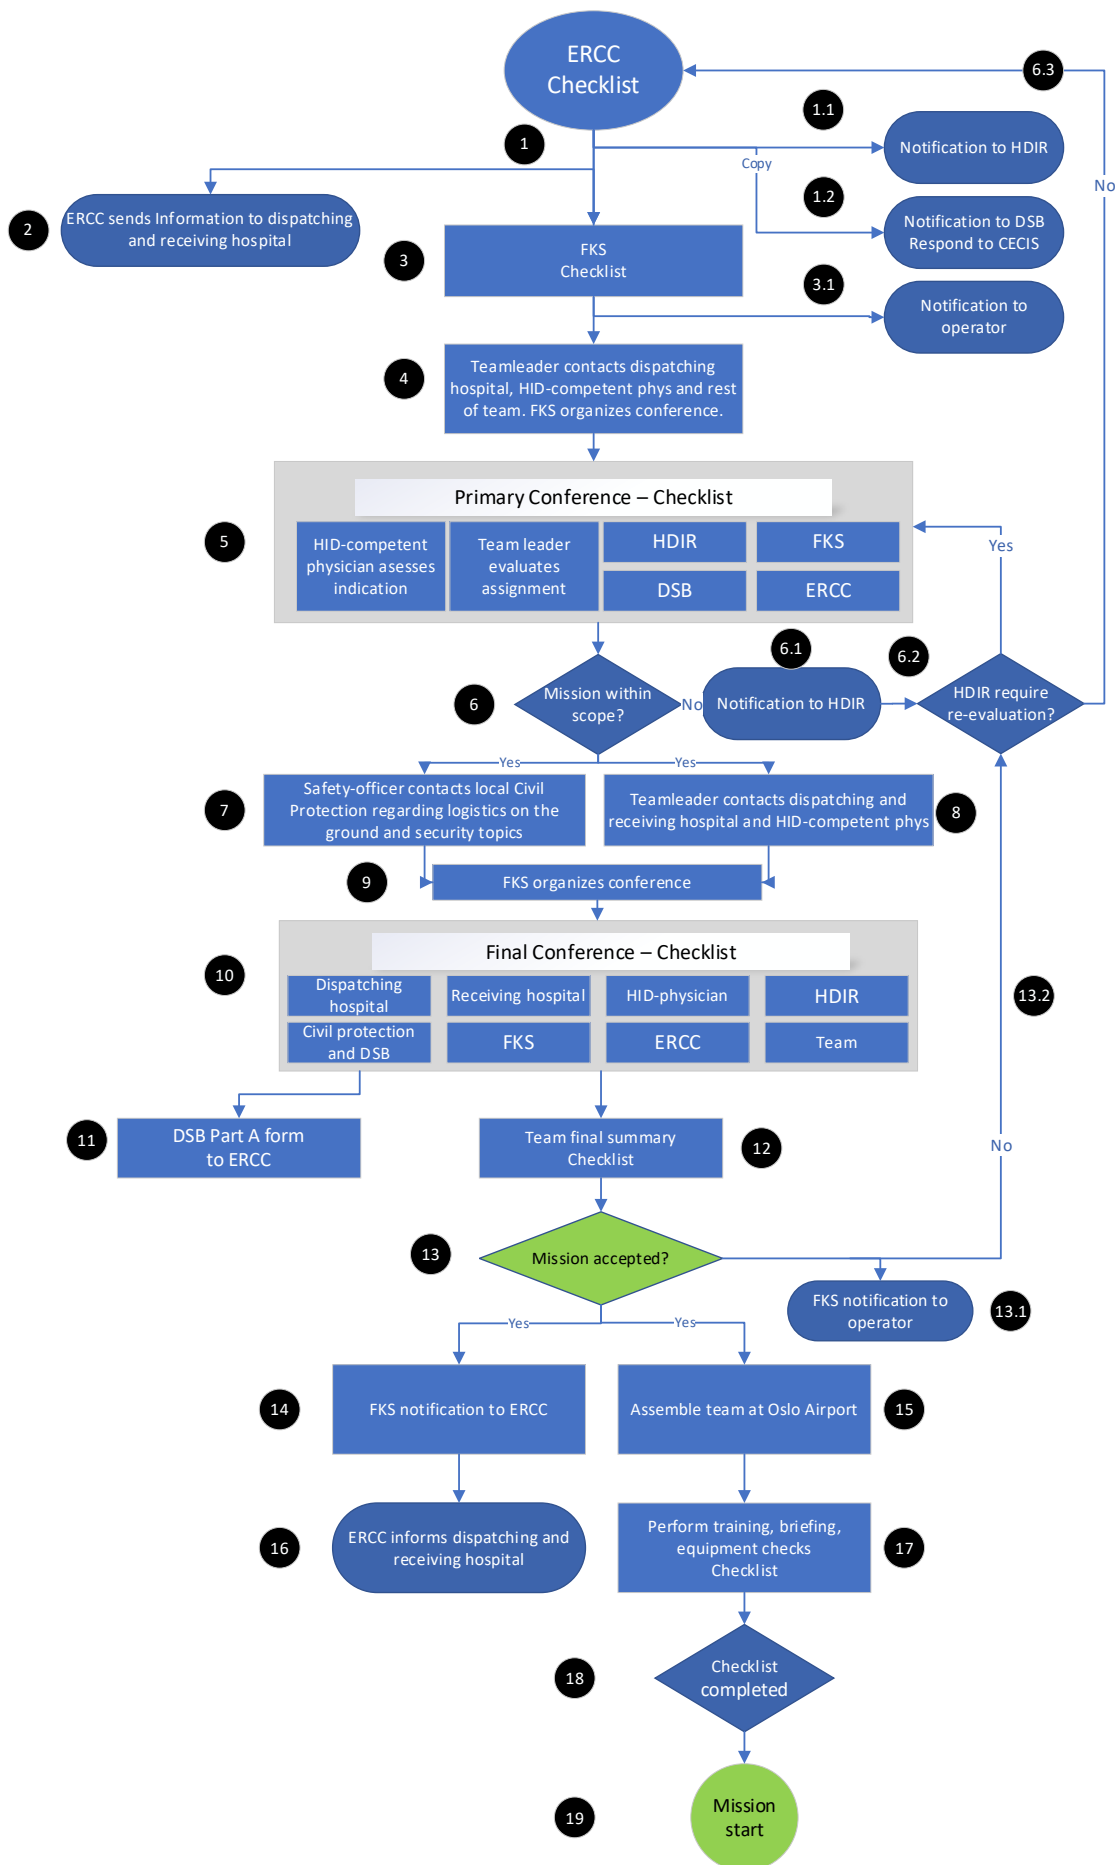 ERCC
Checklist
6.3
1.1
1
Notification to HDIR
Copy
No
1.2
2
ERCC sends Information to dispatching
and receiving hospital
Notification to DSB
Respond to CECIS
3
FKS
Checklist
3.1
Notification to
operator
4
Teamleader contacts dispatching
hospital, HID-competent phys and rest
of team. FKS organizes conference.
Primary Conference – Checklist
5
HID-competent
physician asesses
indication
Team leader
evaluates
assignment
HDIR
FKS
DSB
ERCC
Yes
6.1
6.2
6
Mission within
scope?
No
Notification to HDIR
HDIR require
re-evaluation?
Yes
Yes
7
Safety-officer contacts local Civil
Protection regarding logistics on the
ground and security topics
Teamleader contacts dispatching and
receiving hospital and HID-competent phys
8
9
FKS organizes conference
Final Conference – Checklist
10
Dispatching
hospital
Receiving hospital
HID-physician
HDIR
Civil protection
and DSB
FKS
ERCC
Team
13.2
11
DSB Part A form
to ERCC
Team final summary
Checklist
12
No
13
Mission accepted?
FKS notification to
operator
13.1
Yes
Yes
14
FKS notification to ERCC
Assemble team at Oslo Airport
15
16
ERCC informs dispatching and
receiving hospital
Perform training, briefing,
equipment checks
Checklist
17
18
Checklist
completed
19
Mission
start